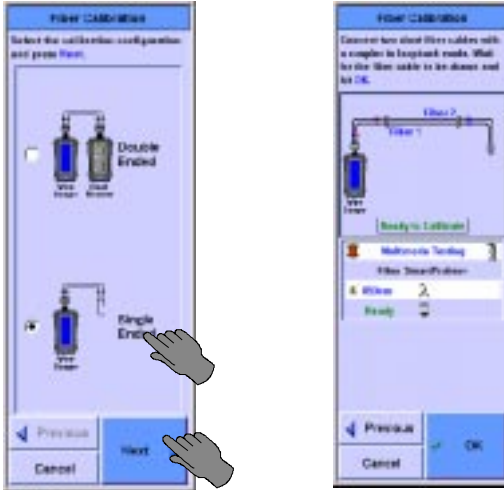 Fiber Calibration
Select the calibration configuration
and press Next.
Double
Ended
Single
Ended
Previous
Next
Cancel
Fiber Calibration
Connect two short fiber cables with
a coupler in loopback mode. Wait
for the fiber cable to be shown and
hit OK.
Fiber 2
Fiber 1
Ready to Calibrate
Multimode Testing
Fiber SmartProbe+
λ
Ready
Previous
OK
Cancel